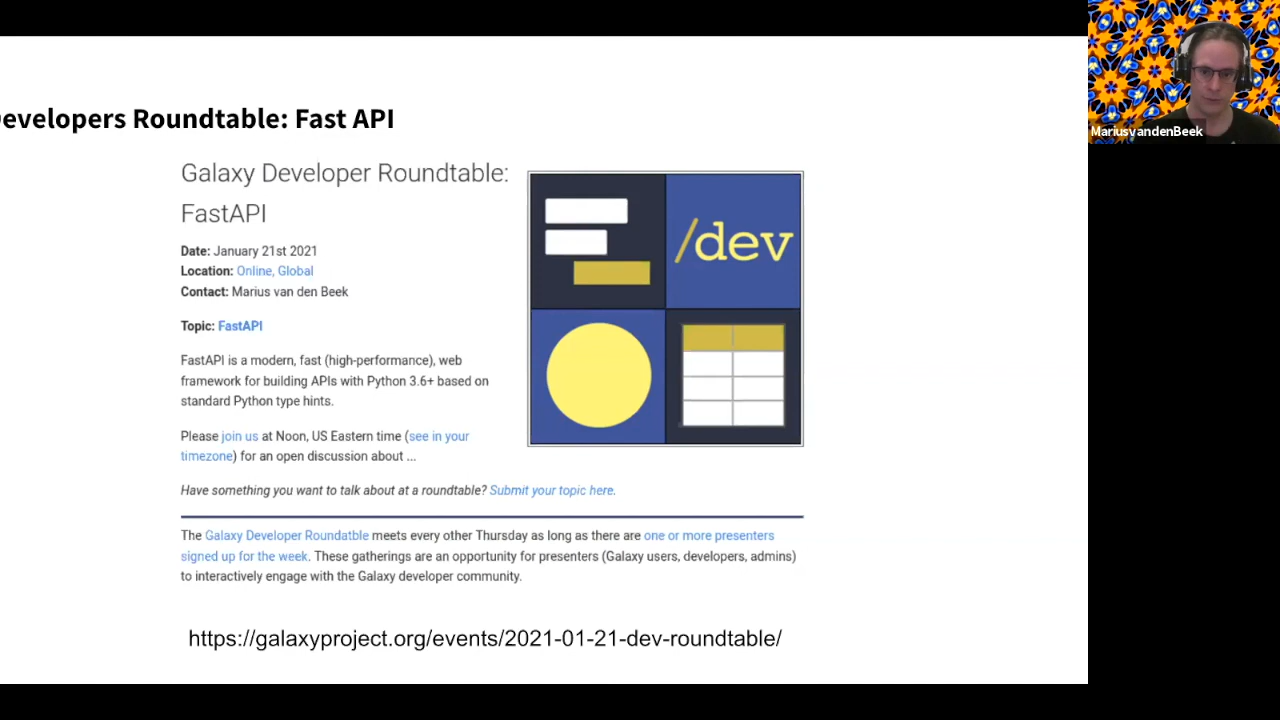 evelopers Roundtable: Fast API
MariusvandenBeek
Galaxy Developer Roundtable:
FastAPI
Date: January 21st 2021
Location: Online, Global
Contact: Marius van den Beek
Topic: FastAPI
FastAPI is a modern, fast (high-performance), web
framework for building APIs with Python 3.6+ based on
standard Python type hints.
Please join us at Noon, US Eastern time (see in your
timezone) for an open discussion about ...
/dev
Have something you want to talk about at a roundtable? Submit your topic here.
The Galaxy Developer Roundatble meets every other Thursday as long as there are one or more presenters
signed up for the week. These gatherings are an opportunity for presenters (Galaxy users, developers, admins)
to interactively engage with the Galaxy developer community.
https://galaxyproject.org/events/2021-01-21-dev-roundtable/